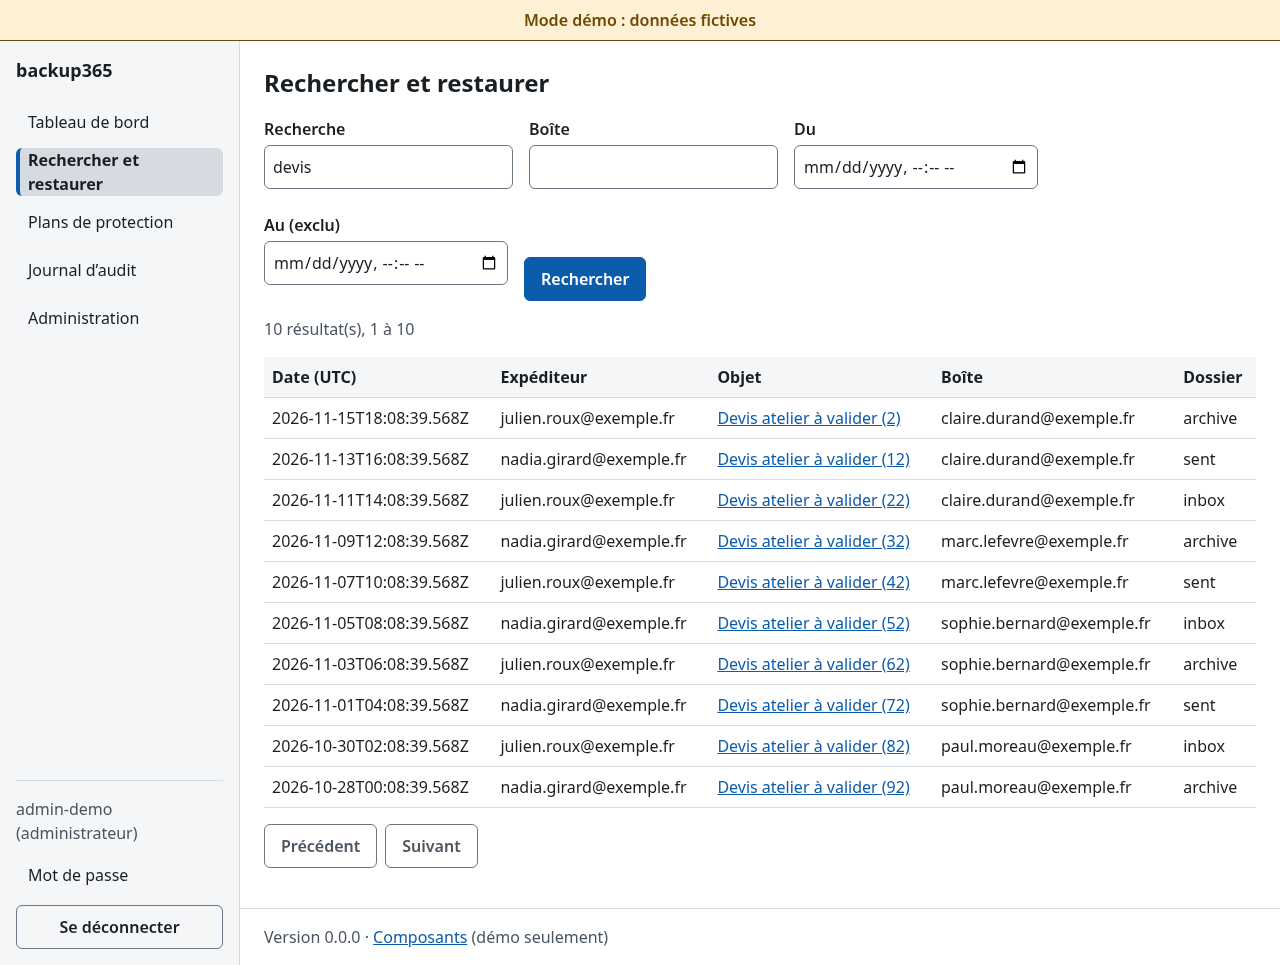 Mode démo : données fictives
backup365
Tableau de bord
Rechercher et
restaurer
Plans de protection
Journal d’audit
Administration
admin-demo
(administrateur)
Mot de passe
Se déconnecter
Rechercher et restaurer
Recherche
devis
Boîte
Du
mm/dd/yyyy, --:-- --
Au (exclu)
mm/dd/yyyy, --:-- --
Rechercher
10 résultat(s), 1 à 10
Date (UTC) Expéditeur Objet Boîte Dossier
2026-11-15T18:08:39.568Z julien.roux@exemple.fr Devis atelier à valider (2) claire.durand@exemple.fr archive
2026-11-13T16:08:39.568Z nadia.girard@exemple.fr Devis atelier à valider (12) claire.durand@exemple.fr sent
2026-11-11T14:08:39.568Z julien.roux@exemple.fr Devis atelier à valider (22) claire.durand@exemple.fr inbox
2026-11-09T12:08:39.568Z nadia.girard@exemple.fr Devis atelier à valider (32) marc.lefevre@exemple.fr archive
2026-11-07T10:08:39.568Z julien.roux@exemple.fr Devis atelier à valider (42) marc.lefevre@exemple.fr sent
2026-11-05T08:08:39.568Z nadia.girard@exemple.fr Devis atelier à valider (52) sophie.bernard@exemple.fr inbox
2026-11-03T06:08:39.568Z julien.roux@exemple.fr Devis atelier à valider (62) sophie.bernard@exemple.fr archive
2026-11-01T04:08:39.568Z nadia.girard@exemple.fr Devis atelier à valider (72) sophie.bernard@exemple.fr sent
2026-10-30T02:08:39.568Z julien.roux@exemple.fr Devis atelier à valider (82) paul.moreau@exemple.fr inbox
2026-10-28T00:08:39.568Z nadia.girard@exemple.fr Devis atelier à valider (92) paul.moreau@exemple.fr archive
Précédent Suivant
Version 0.0.0 · Composants (démo seulement)